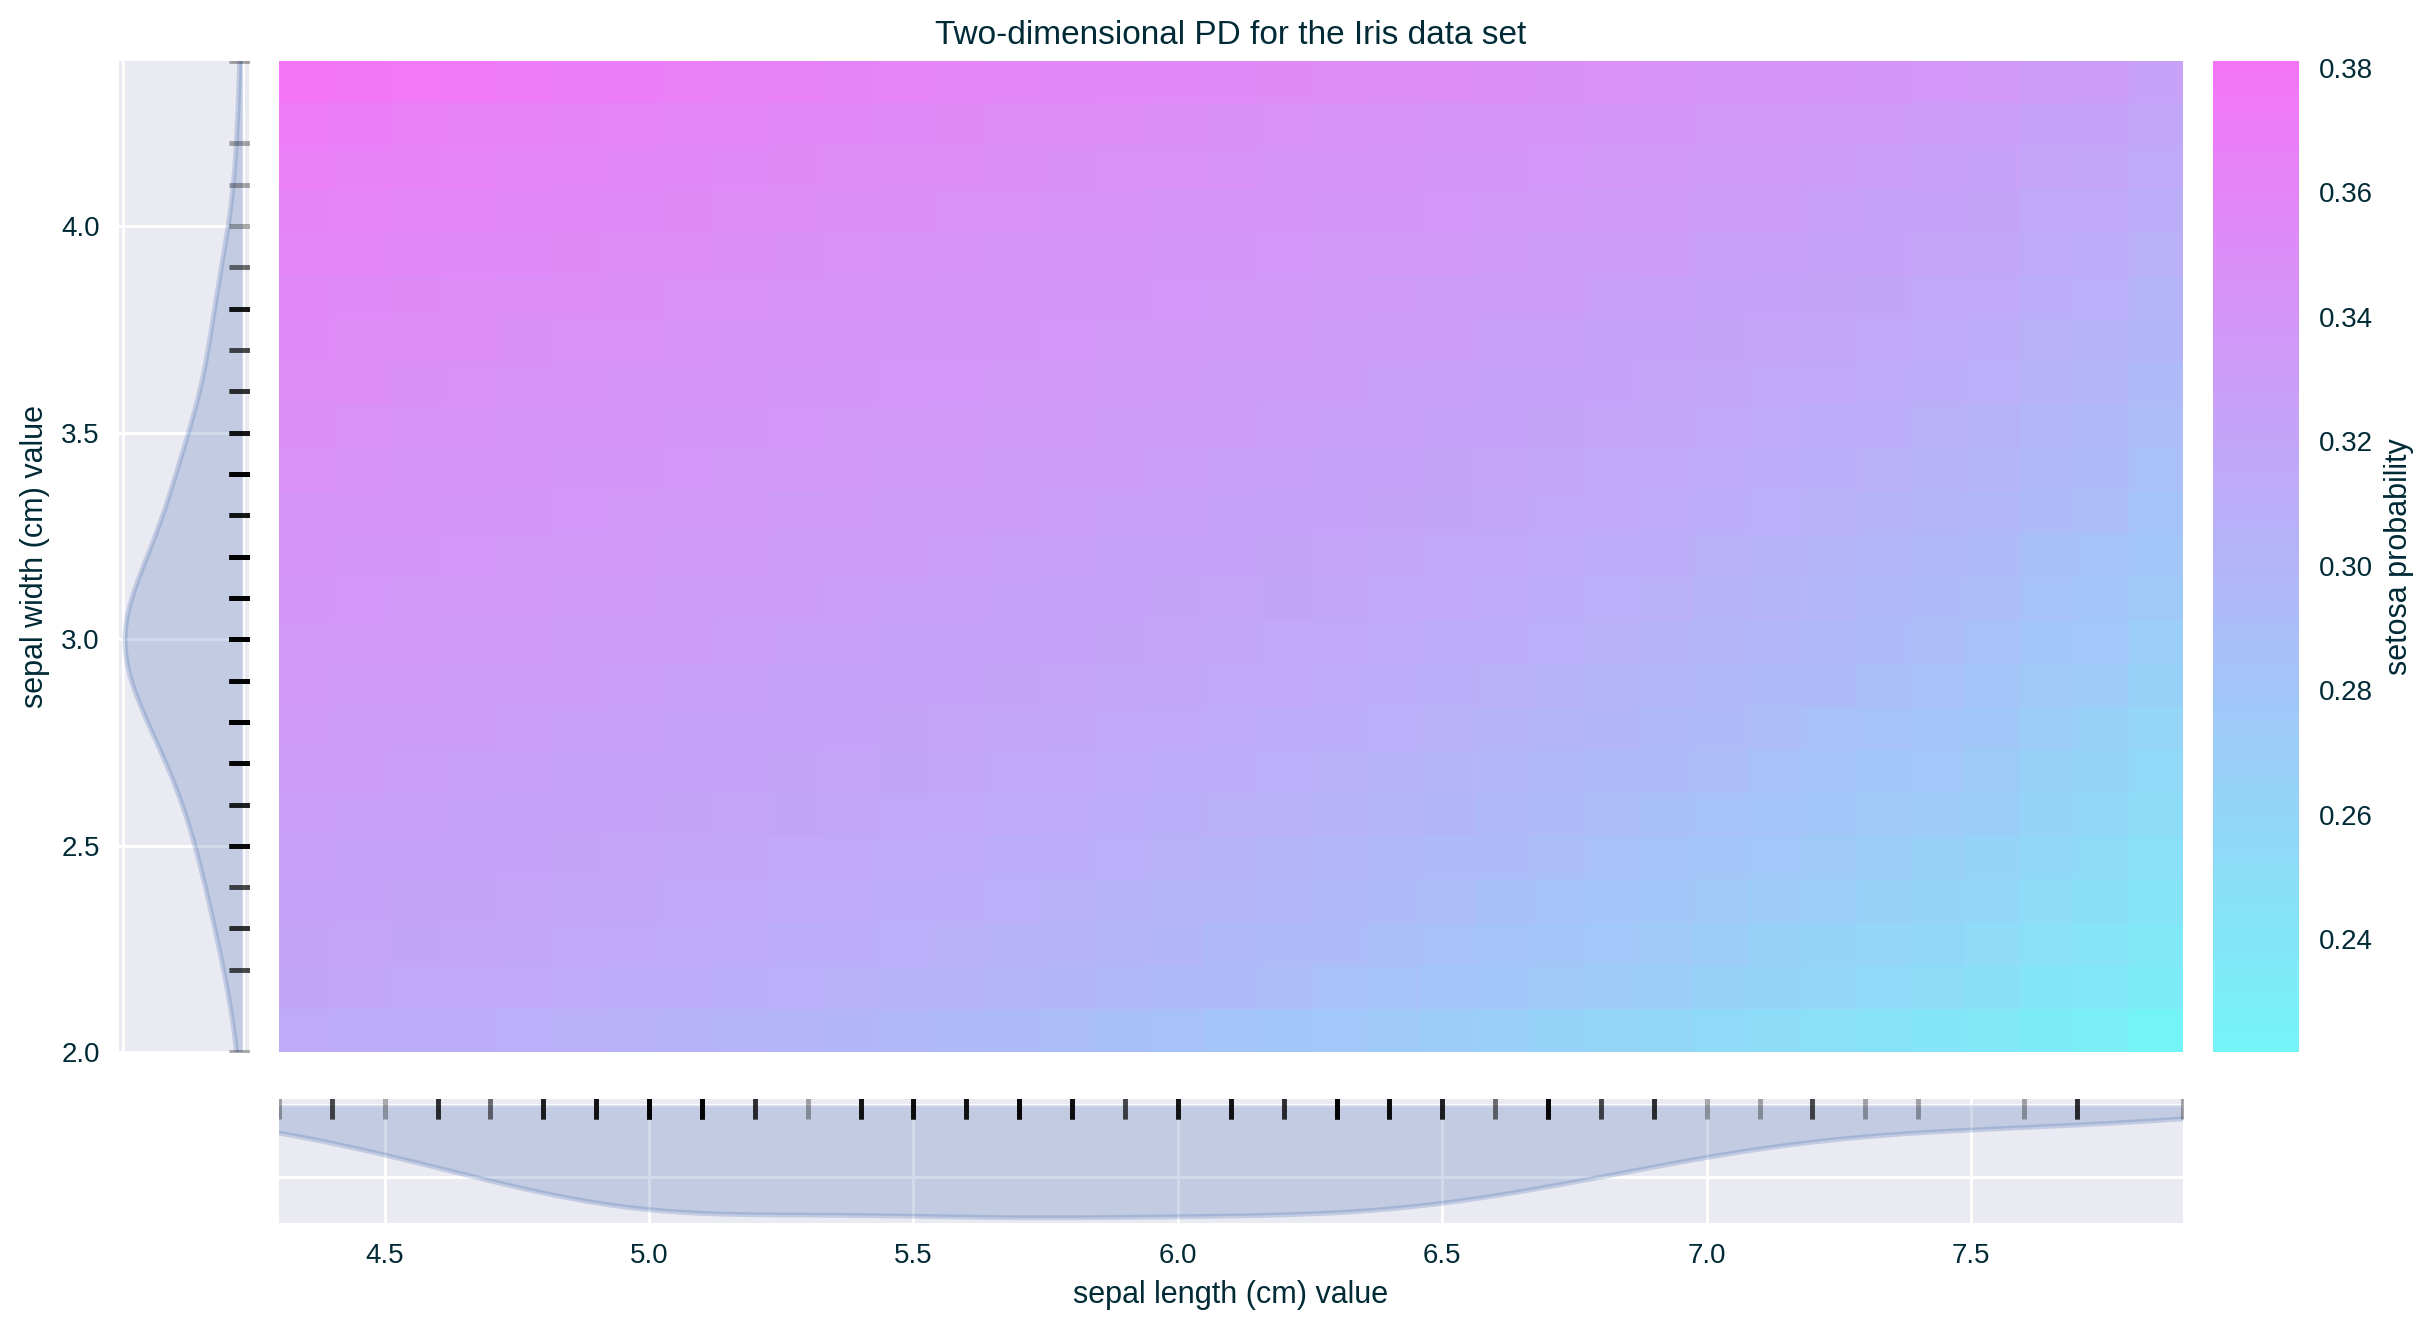 Two-dimensional PD for the Iris data set
sepal width (cm) value
4.0
3.5
3.0
2.5
2.0
0.38
0.36
0.34
0.32
0.30
0.28
0.26
0.24
setosa probability
4.5 5.0 5.5 6.0 6.5 7.0 7.5
sepal length (cm) value